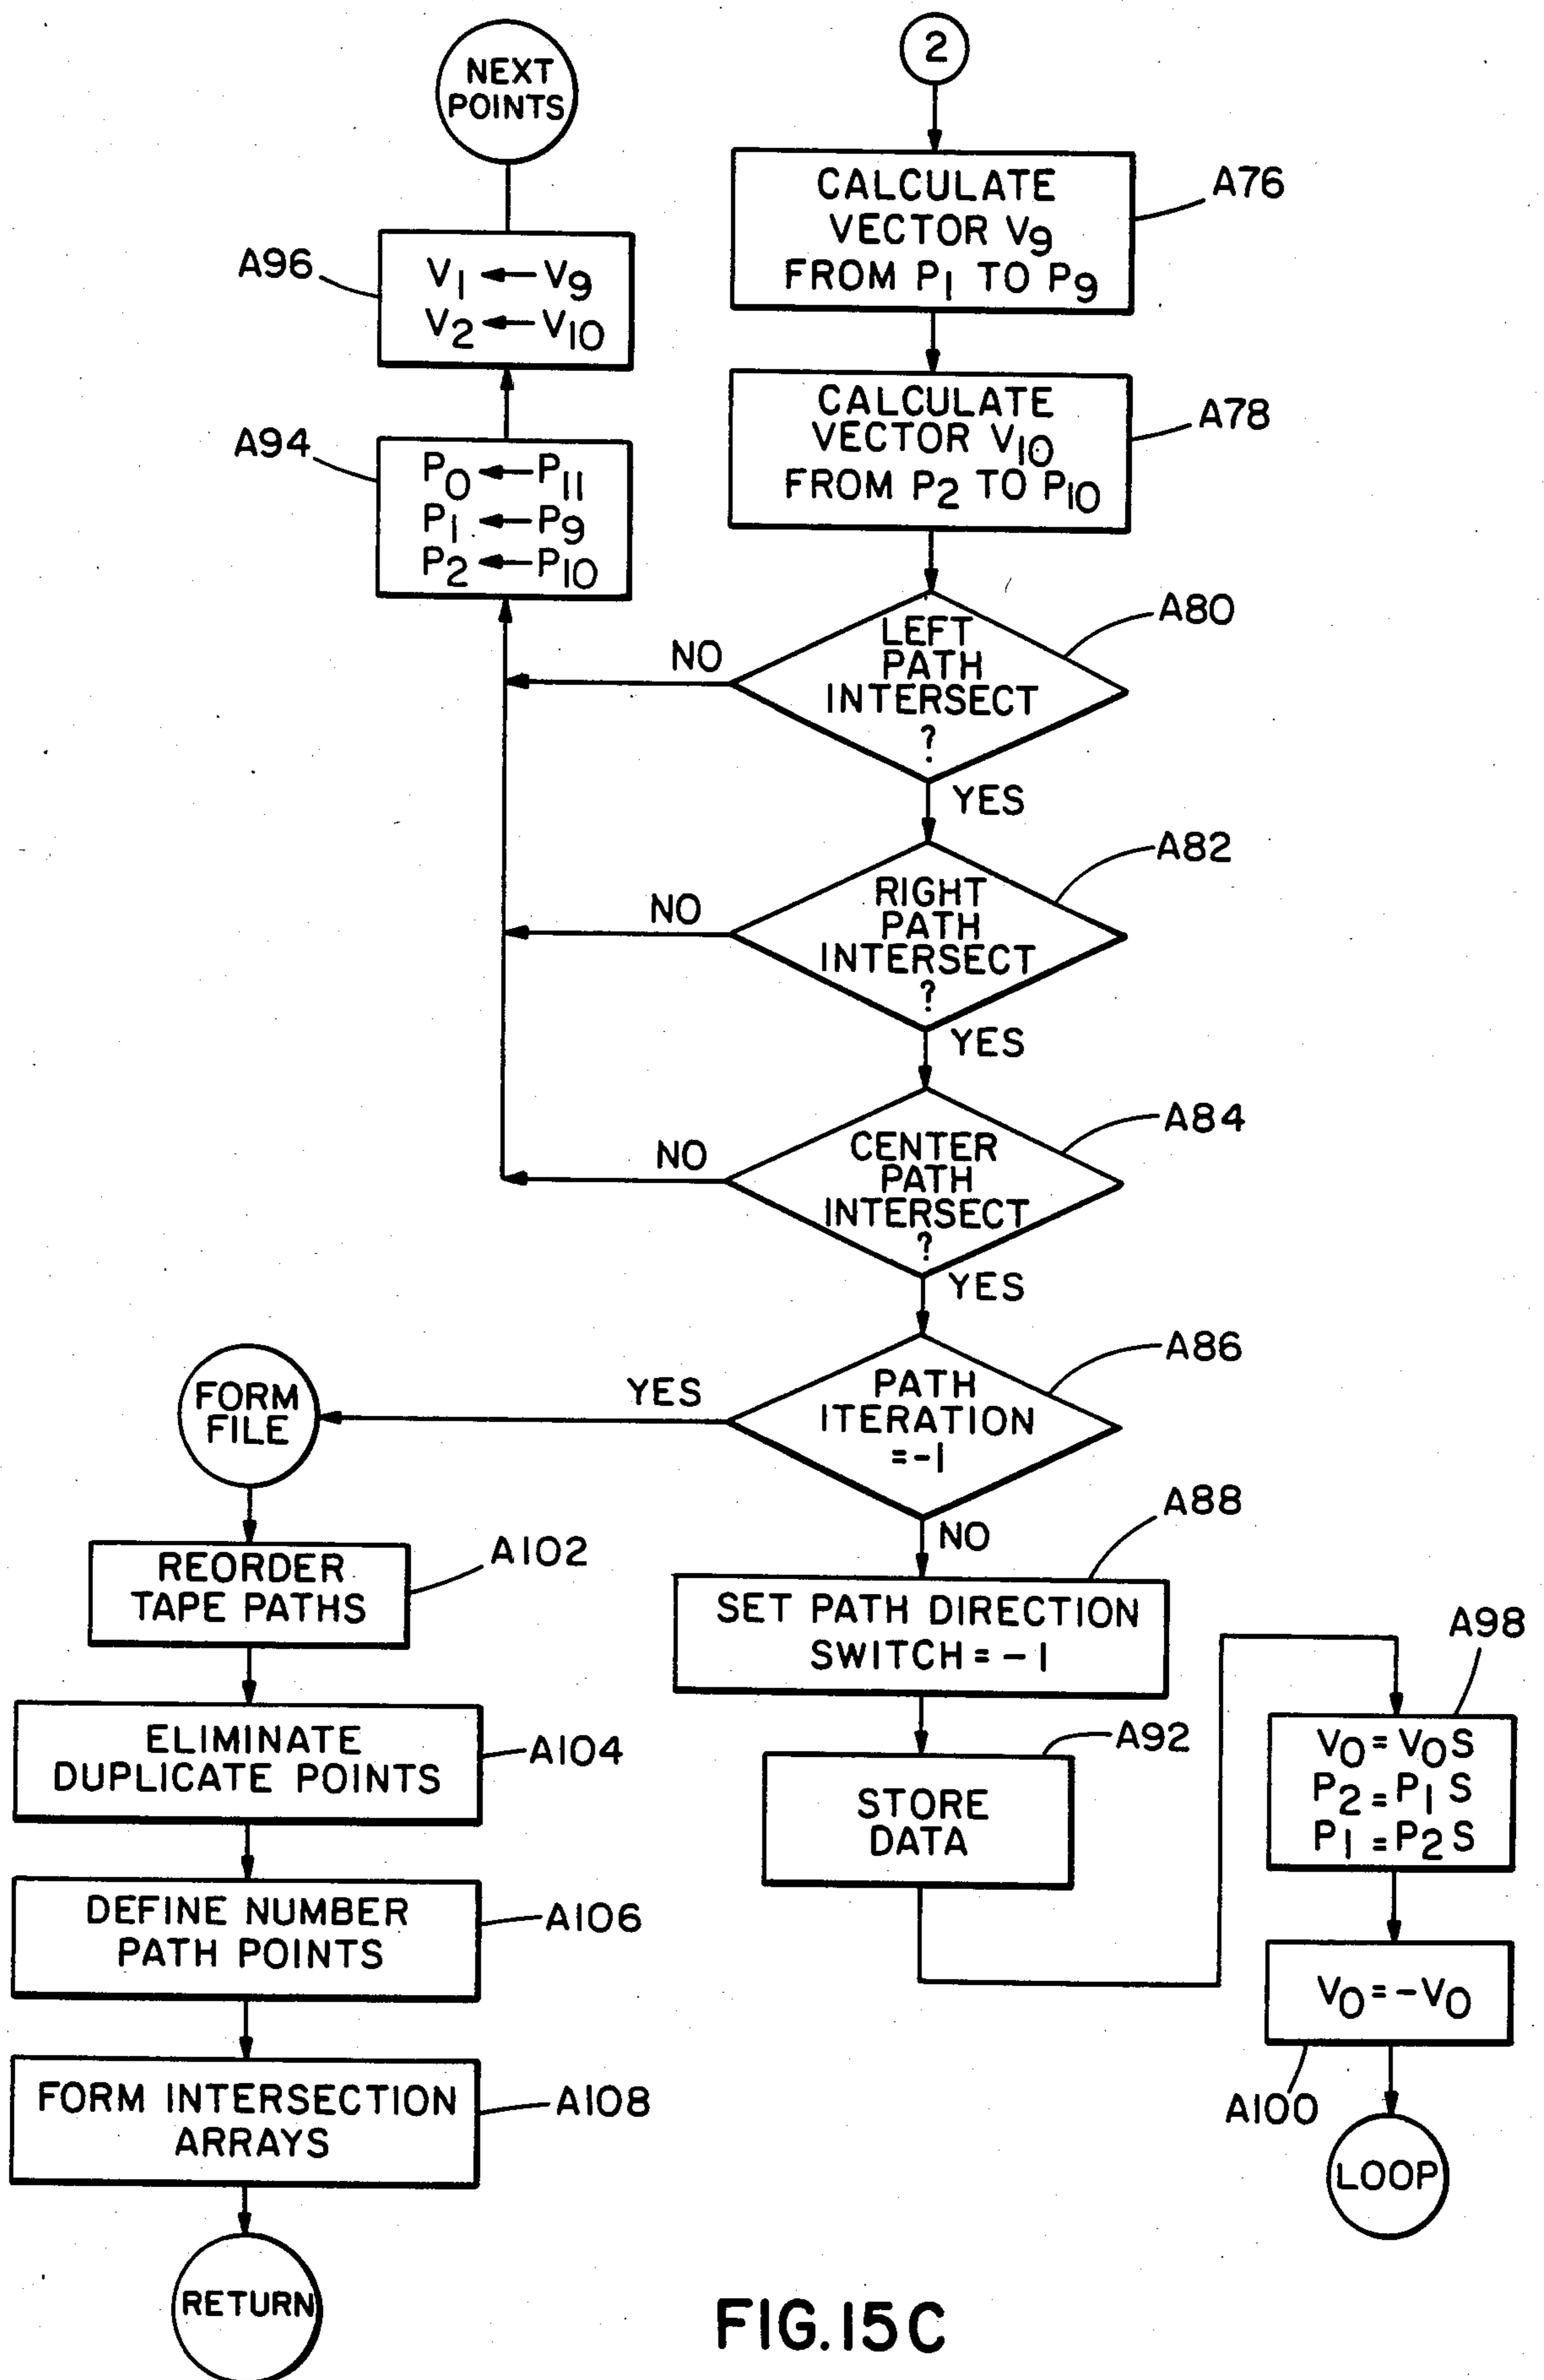 NEXT
POINTS
2
CALCULATE
VECTOR V9
FROM P1 TO P9
A76
A96
V1 ← V9
V2 ← V10
CALCULATE
VECTOR V10
FROM P2 TO P10
A78
A94
P0 ← P11
P1 ← P9
P2 ← P10
LEFT
PATH
INTERSECT
?
A80
NO
YES
RIGHT
PATH
INTERSECT
?
A82
NO
YES
CENTER
PATH
INTERSECT
?
A84
NO
YES
PATH
ITERATION
=-1
A86
YES
NO
FORM
FILE
REORDER
TAPE PATHS
A102
SET PATH DIRECTION
SWITCH = -1
A88
ELIMINATE
DUPLICATE POINTS
A104
STORE
DATA
A92
A98
V0 = V0S
P2 = P1S
P1 = P2S
DEFINE NUMBER
PATH POINTS
A106
V0 = -V0
A100
FORM INTERSECTION
ARRAYS
A108
LOOP
RETURN
FIG. 15C